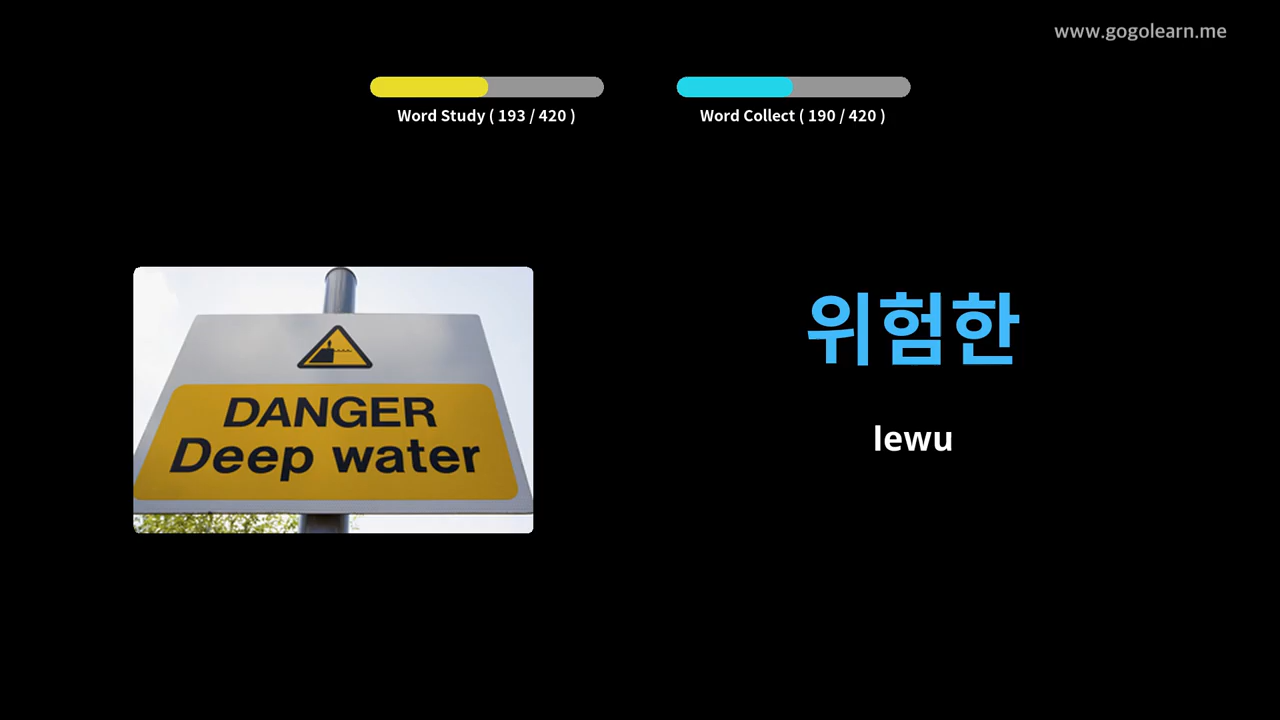 www.gogolearn.me
Word Study ( 193 / 420 )
Word Collect ( 190 / 420 )
DANGER
Deep water
위험한
lewu